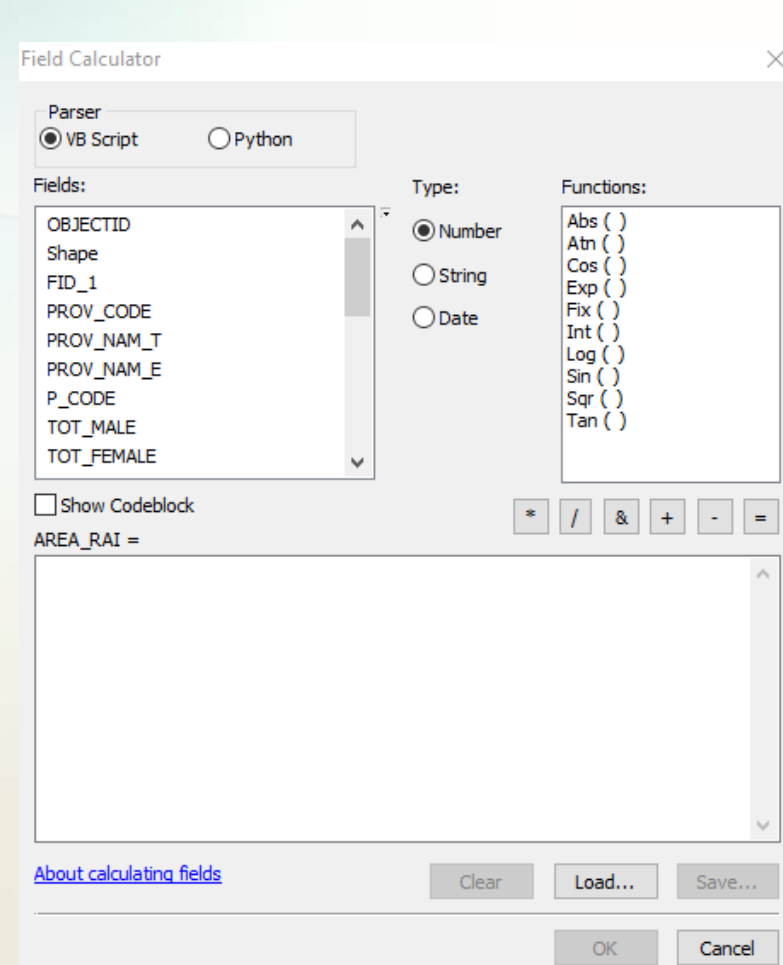 Field Calculator
Parser
VB Script
Python
Fields:
OBJECTID
Shape
FID_1
PROV_CODE
PROV_NAM_T
PROV_NAM_E
P_CODE
TOT_MALE
TOT_FEMALE
Type:
Number
String
Date
Functions:
Abs ( )
Atn ( )
Cos ( )
Exp ( )
Fix ( )
Int ( )
Log ( )
Sin ( )
Sqr ( )
Tan ( )
Show Codeblock
* / & + - =
AREA_RAI =
About calculating fields
Clear
Load...
Save...
OK
Cancel